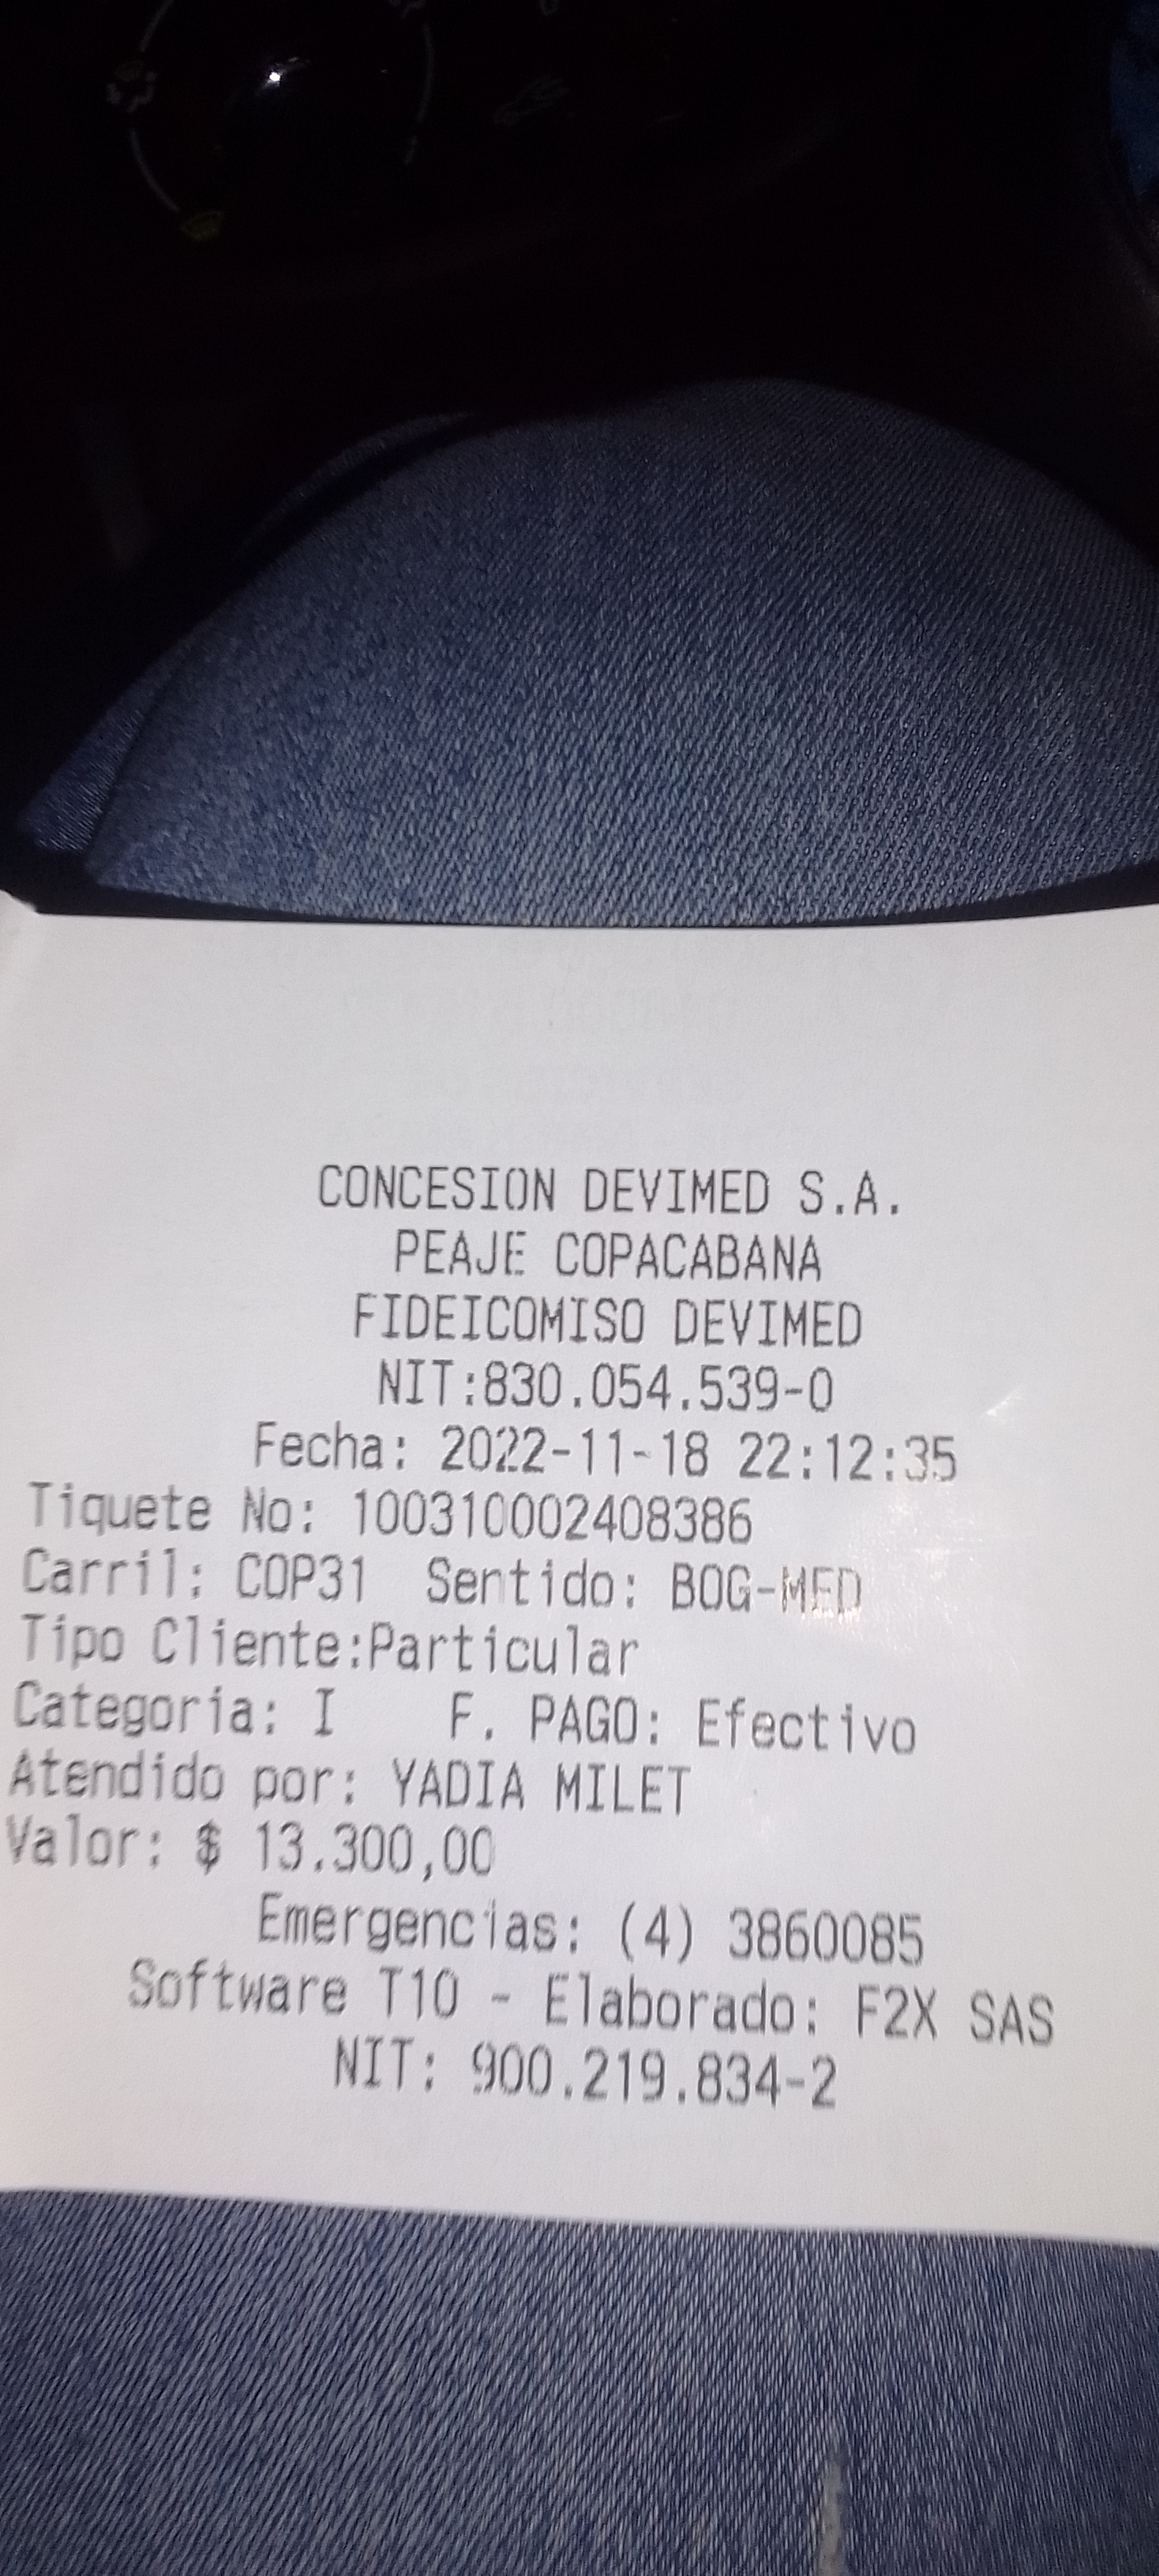 CONCESION DEVIMED S.A.
PEAJE COPACABANA
FIDEICOMISO DEVIMED
NIT:830.054.539-0
Fecha: 2022-11-18 22:12:35
Tiquete No: 100310002408386
Carril: COP31 Sentido: BOG-MED
Tipo Cliente:Particular
Categoria: I F. PAGO: Efectivo
Atendido por: YADIA MILET
Valor: $ 13.300,00
Emergencias: (4) 3860085
Software T10 - Elaborado: F2X SAS
NIT: 900.219.834-2